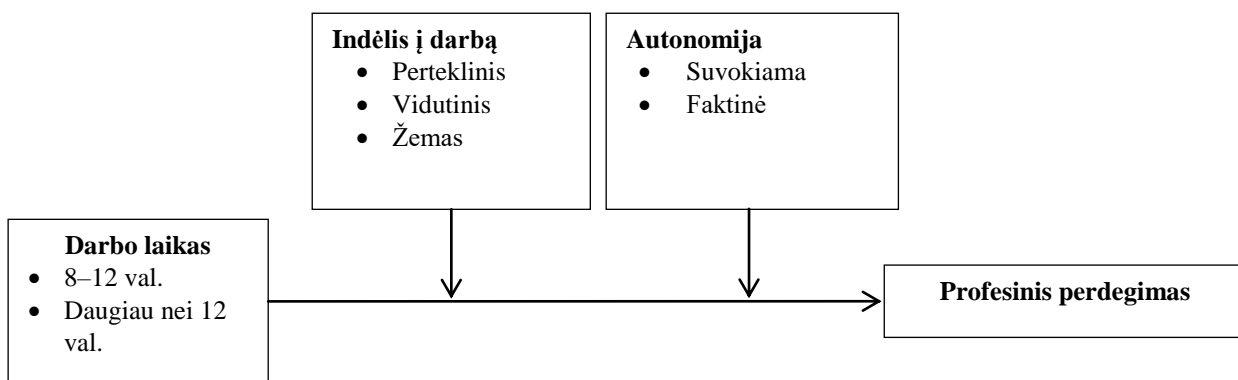 Indėlis į darbą
• Perteklinis
• Vidutinis
• Žemas
Autonomija
• Suvokiama
• Faktinė
Darbo laikas
• 8–12 val.
• Daugiau nei 12
val.
Profesinis perdegimas